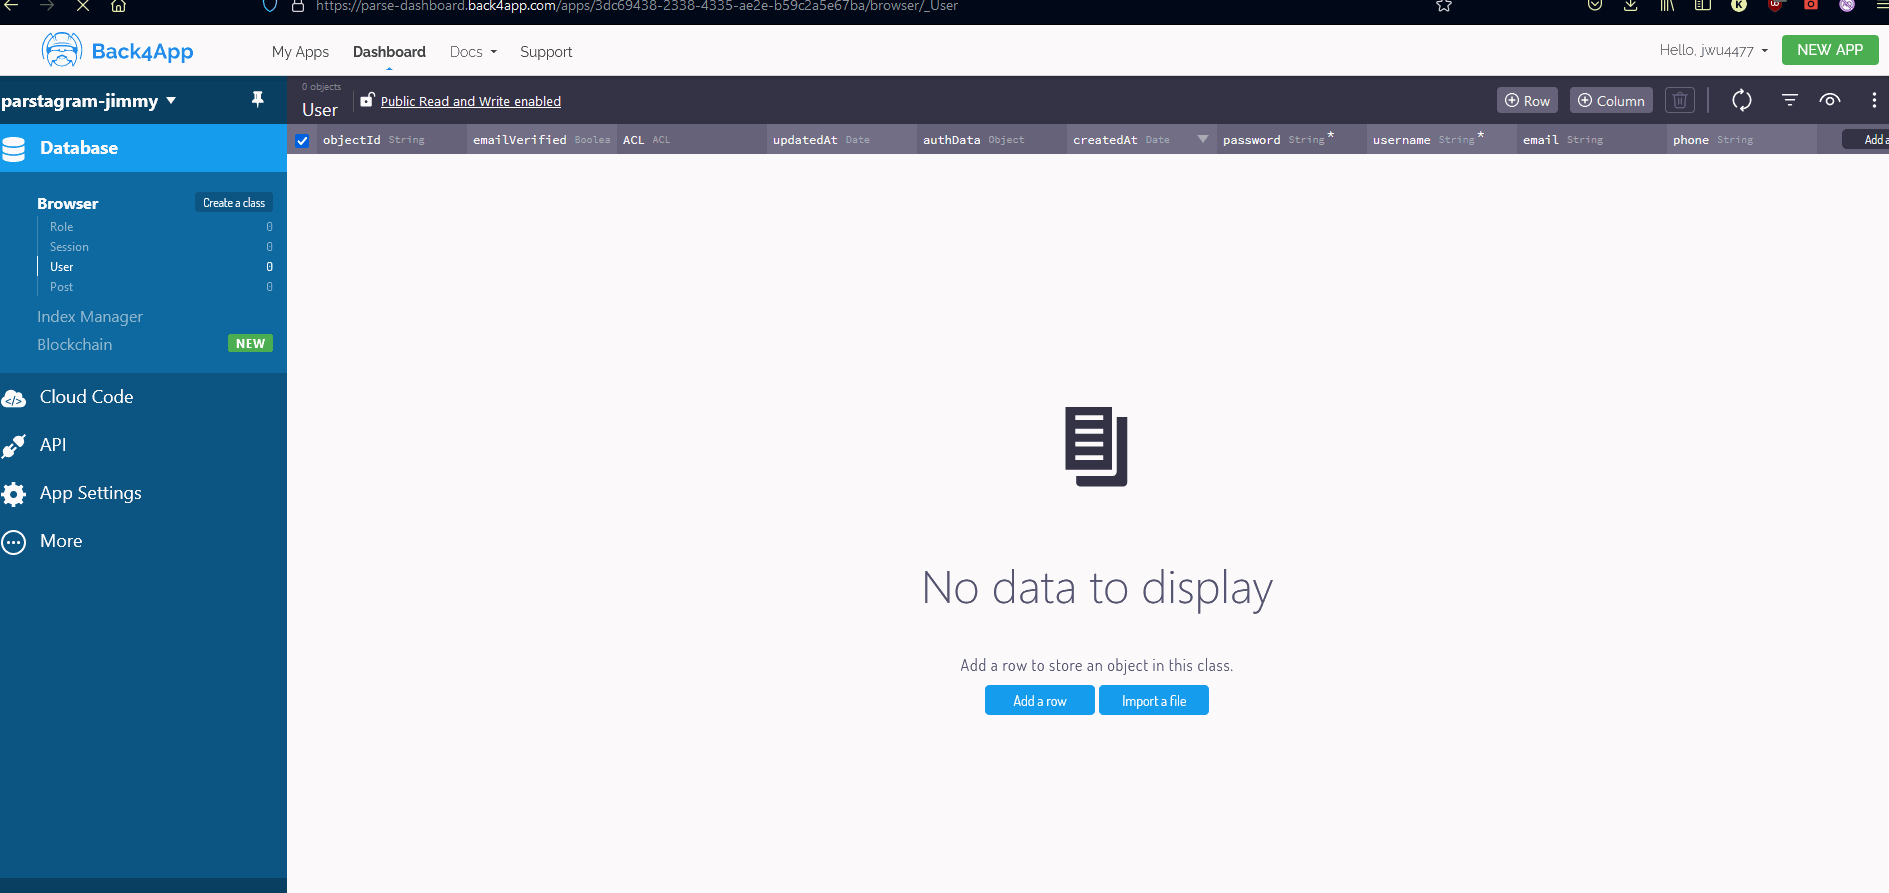 https://parse-dashboard.back4app.com/apps/3dc69438-2338-4335-ae2e-b59c2a5e67ba/browser/_User
Back4App
My Apps Dashboard Docs Support
Hello, jwu4477
NEW APP
parstagram-jimmy
Database
Browser
Create a class
Role 0
Session 0
User 0
Post 0
Index Manager
Blockchain
NEW
Cloud Code
API
App Settings
More
0 objects
User
Public Read and Write enabled
Row
Column
objectId String
emailVerified Boolea
ACL ACL
updatedAt Date
authData Object
createdAt Date
password String*
username String*
email String
phone String
Add a
No data to display
Add a row to store an object in this class.
Add a row
Import a file